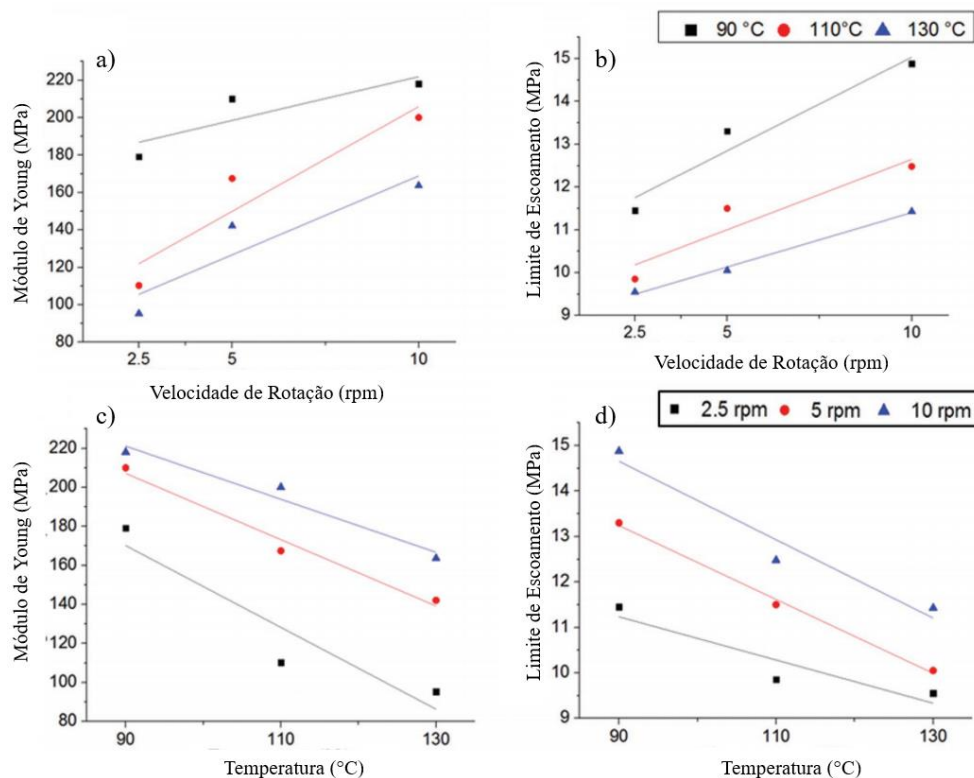 a)
220
200
180
160
140
120
100
80
Módulo de Young (MPa)
2.5
5
10
Velocidade de Rotação (rpm)
90 °C
110°C
130 °C
b)
15
14
13
12
11
10
9
Limite de Escoamento (MPa)
2.5
5
10
Velocidade de Rotação (rpm)
c)
220
200
180
160
140
120
100
80
Módulo de Young (MPa)
90
110
130
Temperatura (°C)
2.5 rpm
5 rpm
10 rpm
d)
15
14
13
12
11
10
9
Limite de Escoamento (MPa)
90
110
130
Temperatura (°C)